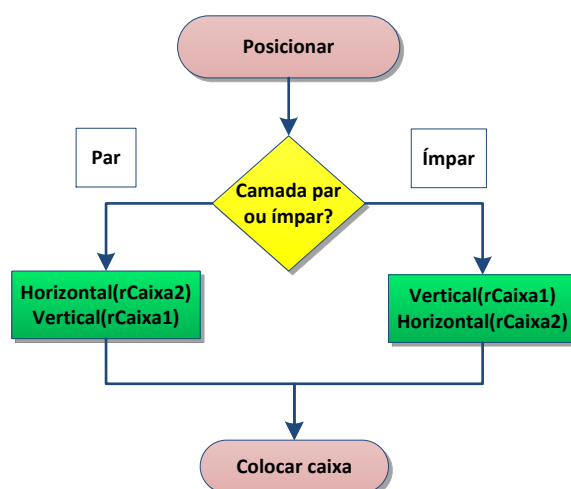 Posicionar
Par
Ímpar
Camada par
ou ímpar?
Horizontal(rCaixa2)
Vertical(rCaixa1)
Vertical(rCaixa1)
Horizontal(rCaixa2)
Colocar caixa